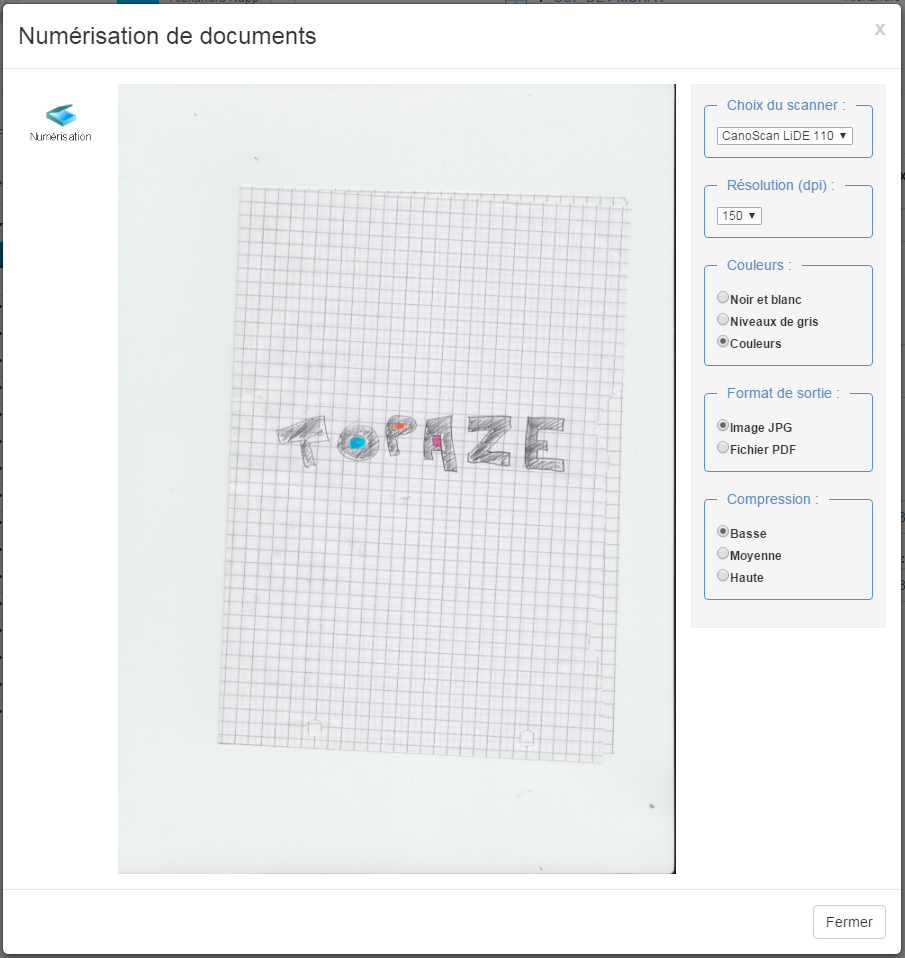 Numérisation de documents
x
Numérisation
TOPAZE
Choix du scanner :
CanoScan LiDE 110
Résolution (dpi) :
150
Couleurs :
Noir et blanc
Niveaux de gris
Couleurs
Format de sortie :
Image JPG
Fichier PDF
Compression :
Basse
Moyenne
Haute
Fermer